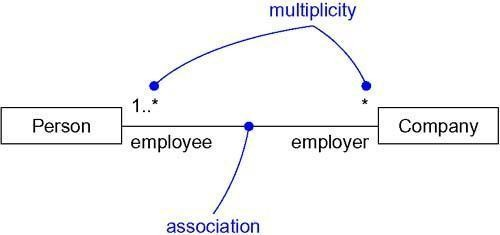 multiplicity
1..*
*
Person
Company
employee
employer
association